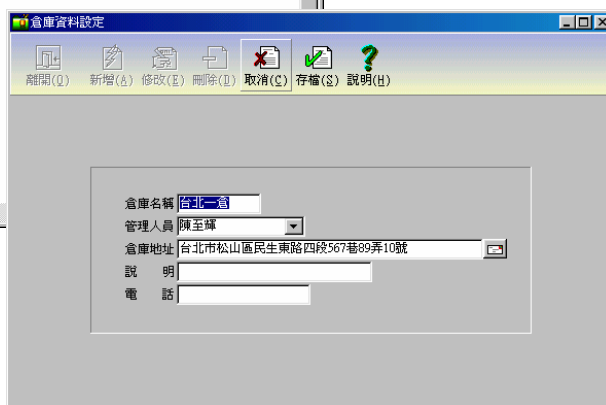 倉庫資料設定
離開(Q) 新增(A) 修改(E) 刪除(D) 取消(C) 存檔(S) 說明(H)
倉庫名稱 台北一倉
管理人員 陳至輝
倉庫地址 台北市松山區民生東路四段567巷89弄10號
說 明
電 話